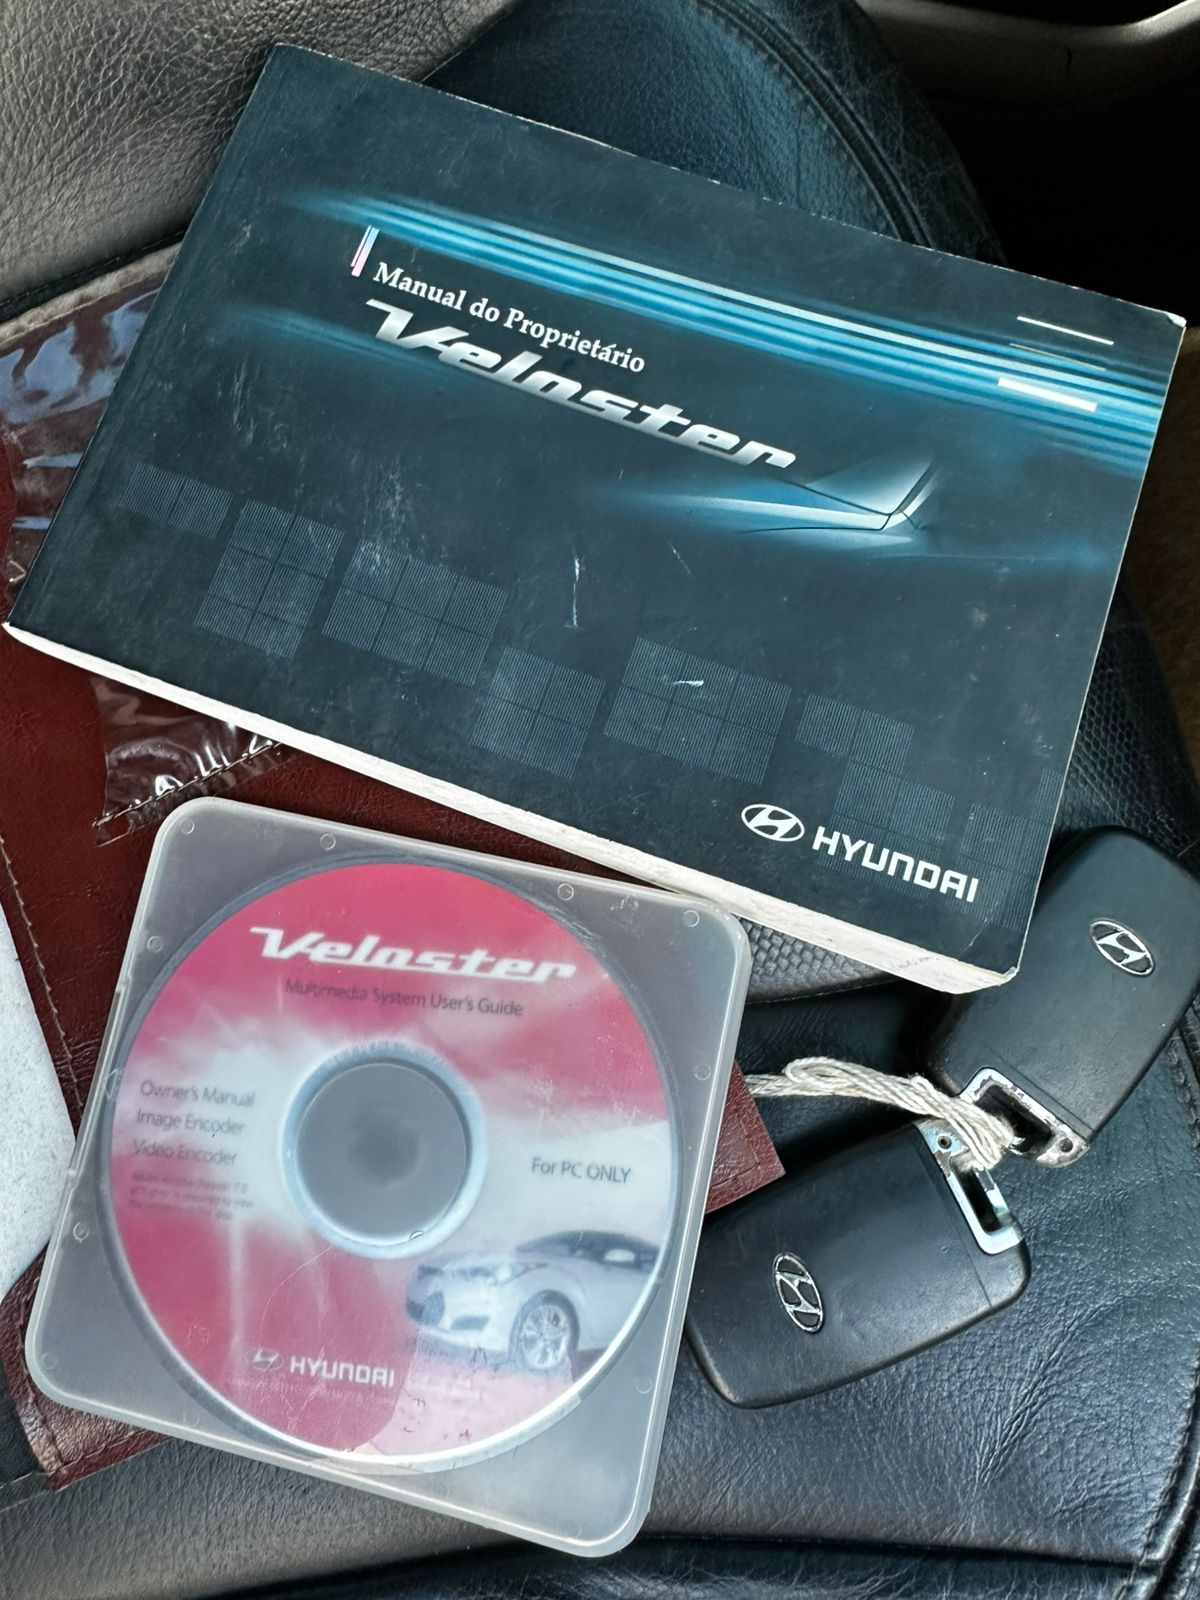 Manual do Proprietário
Veloster
HYUNDAI
Veloster
Multimedia System User's Guide
Owner's Manual
Image Encoder
Video Encoder
For PC ONLY
HYUNDAI